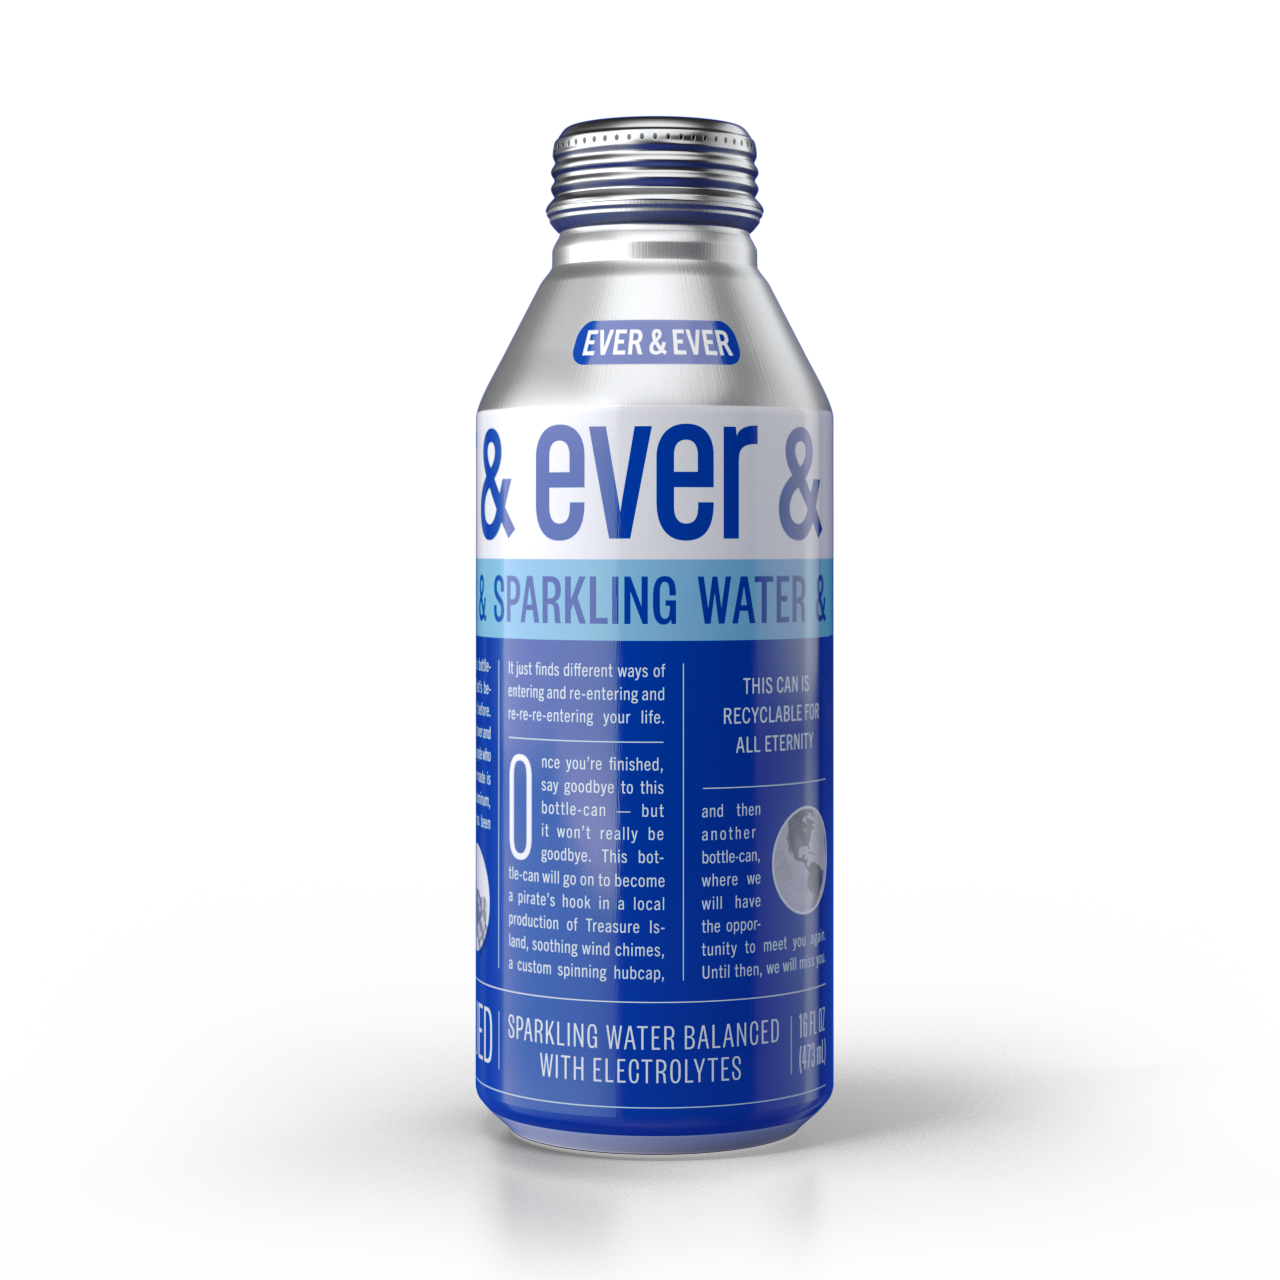 EVER & EVER
& ever &
& SPARKLING WATER &
It just finds different ways of
entering and re-entering and
re-re-re-entering your life.
Once you're finished,
say goodbye to this
bottle-can — but
it won't really be
goodbye. This bot-
tle-can will go on to become
a pirate's hook in a local
production of Treasure Is-
land, soothing wind chimes,
a custom spinning hubcap,
THIS CAN IS
RECYCLABLE FOR
ALL ETERNITY
and then
another
bottle-can,
where we
will have
the oppor-
tunity to meet you again.
Until then, we will miss you.
SPARKLING WATER BALANCED
WITH ELECTROLYTES
16 FL OZ
(473 mL)